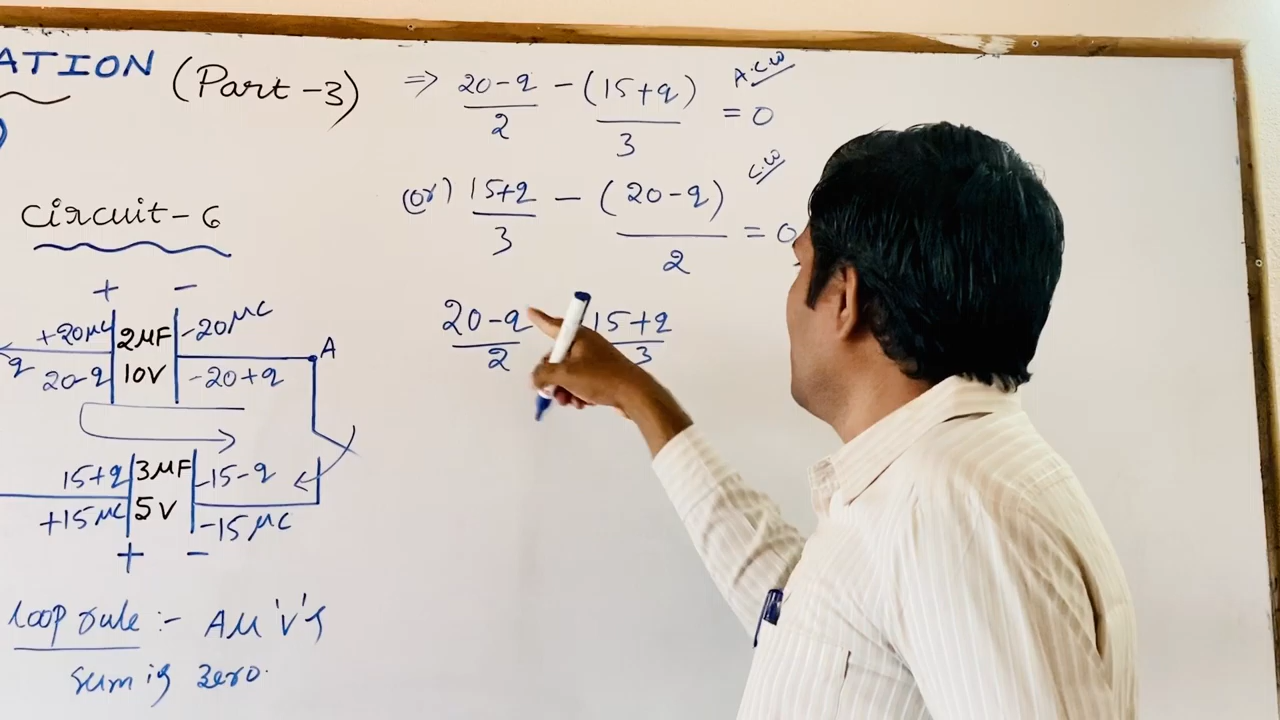 ATION (Part-3)
Circuit-6
+ -
+20μC 2μF -20μC
q 20-q 10V -20+q A
15+q 3μF -15-q
+15μC 5V -15μC
+ -
loop rule :- All 'V's
sum is zero.
⇒ 20-q/2 - (15+q)/3 = 0 A.C.W
(or) 15+q/3 - (20-q)/2 = 0 C.W
20-q/2 15+q/3